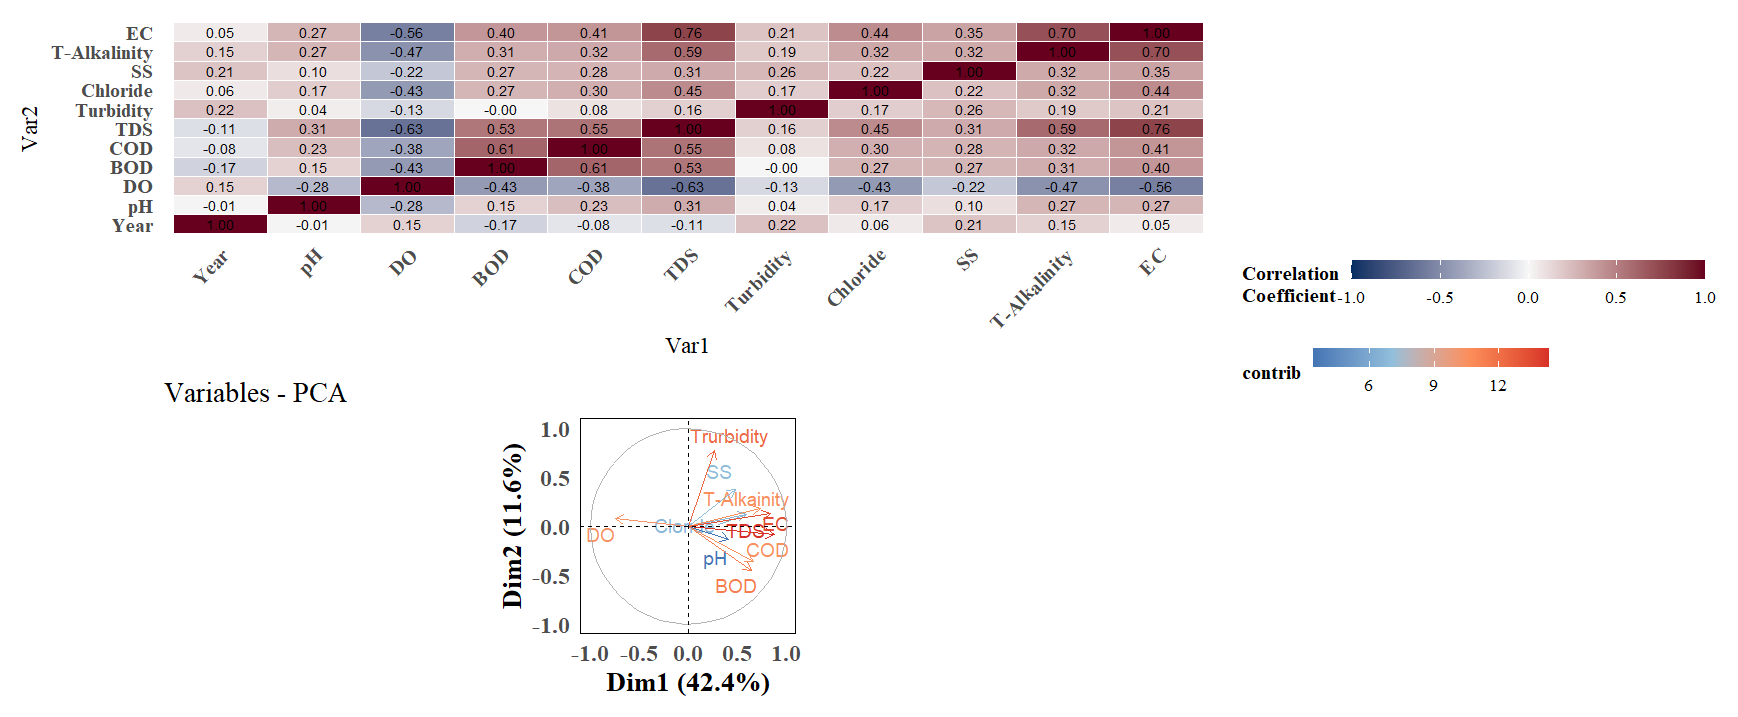 Var2
EC 0.05 0.27 -0.56 0.40 0.41 0.76 0.21 0.44 0.35 0.70 1.00
T-Alkalinity 0.15 0.27 -0.47 0.31 0.32 0.59 0.19 0.32 0.32 1.00 0.70
SS 0.21 0.10 -0.22 0.27 0.28 0.31 0.26 0.22 1.00 0.32 0.35
Chloride 0.06 0.17 -0.43 0.27 0.30 0.45 0.17 1.00 0.22 0.32 0.44
Turbidity 0.22 0.04 -0.13 -0.00 0.08 0.16 1.00 0.17 0.26 0.19 0.21
TDS -0.11 0.31 -0.63 0.53 0.55 1.00 0.16 0.45 0.31 0.59 0.76
COD -0.08 0.23 -0.38 0.61 1.00 0.55 0.08 0.30 0.28 0.32 0.41
BOD -0.17 0.15 -0.43 1.00 0.61 0.53 -0.00 0.27 0.27 0.31 0.40
DO 0.15 -0.28 1.00 -0.43 -0.38 -0.63 -0.13 -0.43 -0.22 -0.47 -0.56
pH -0.01 1.00 -0.28 0.15 0.23 0.31 0.04 0.17 0.10 0.27 0.27
Year 1.00 -0.01 0.15 -0.17 -0.08 -0.11 0.22 0.06 0.21 0.15 0.05
Year pH DO BOD COD TDS Turbidity Chloride SS T-Alkalinity EC
Var1
Correlation
Coefficient
-1.0 -0.5 0.0 0.5 1.0
contrib
6 9 12
Variables - PCA
Dim2 (11.6%)
1.0
0.5
0.0
-0.5
-1.0
Trurbidity
SS
T-Alkainity
EC
TDS
DO
COD
pH
BOD
-1.0 -0.5 0.0 0.5 1.0
Dim1 (42.4%)